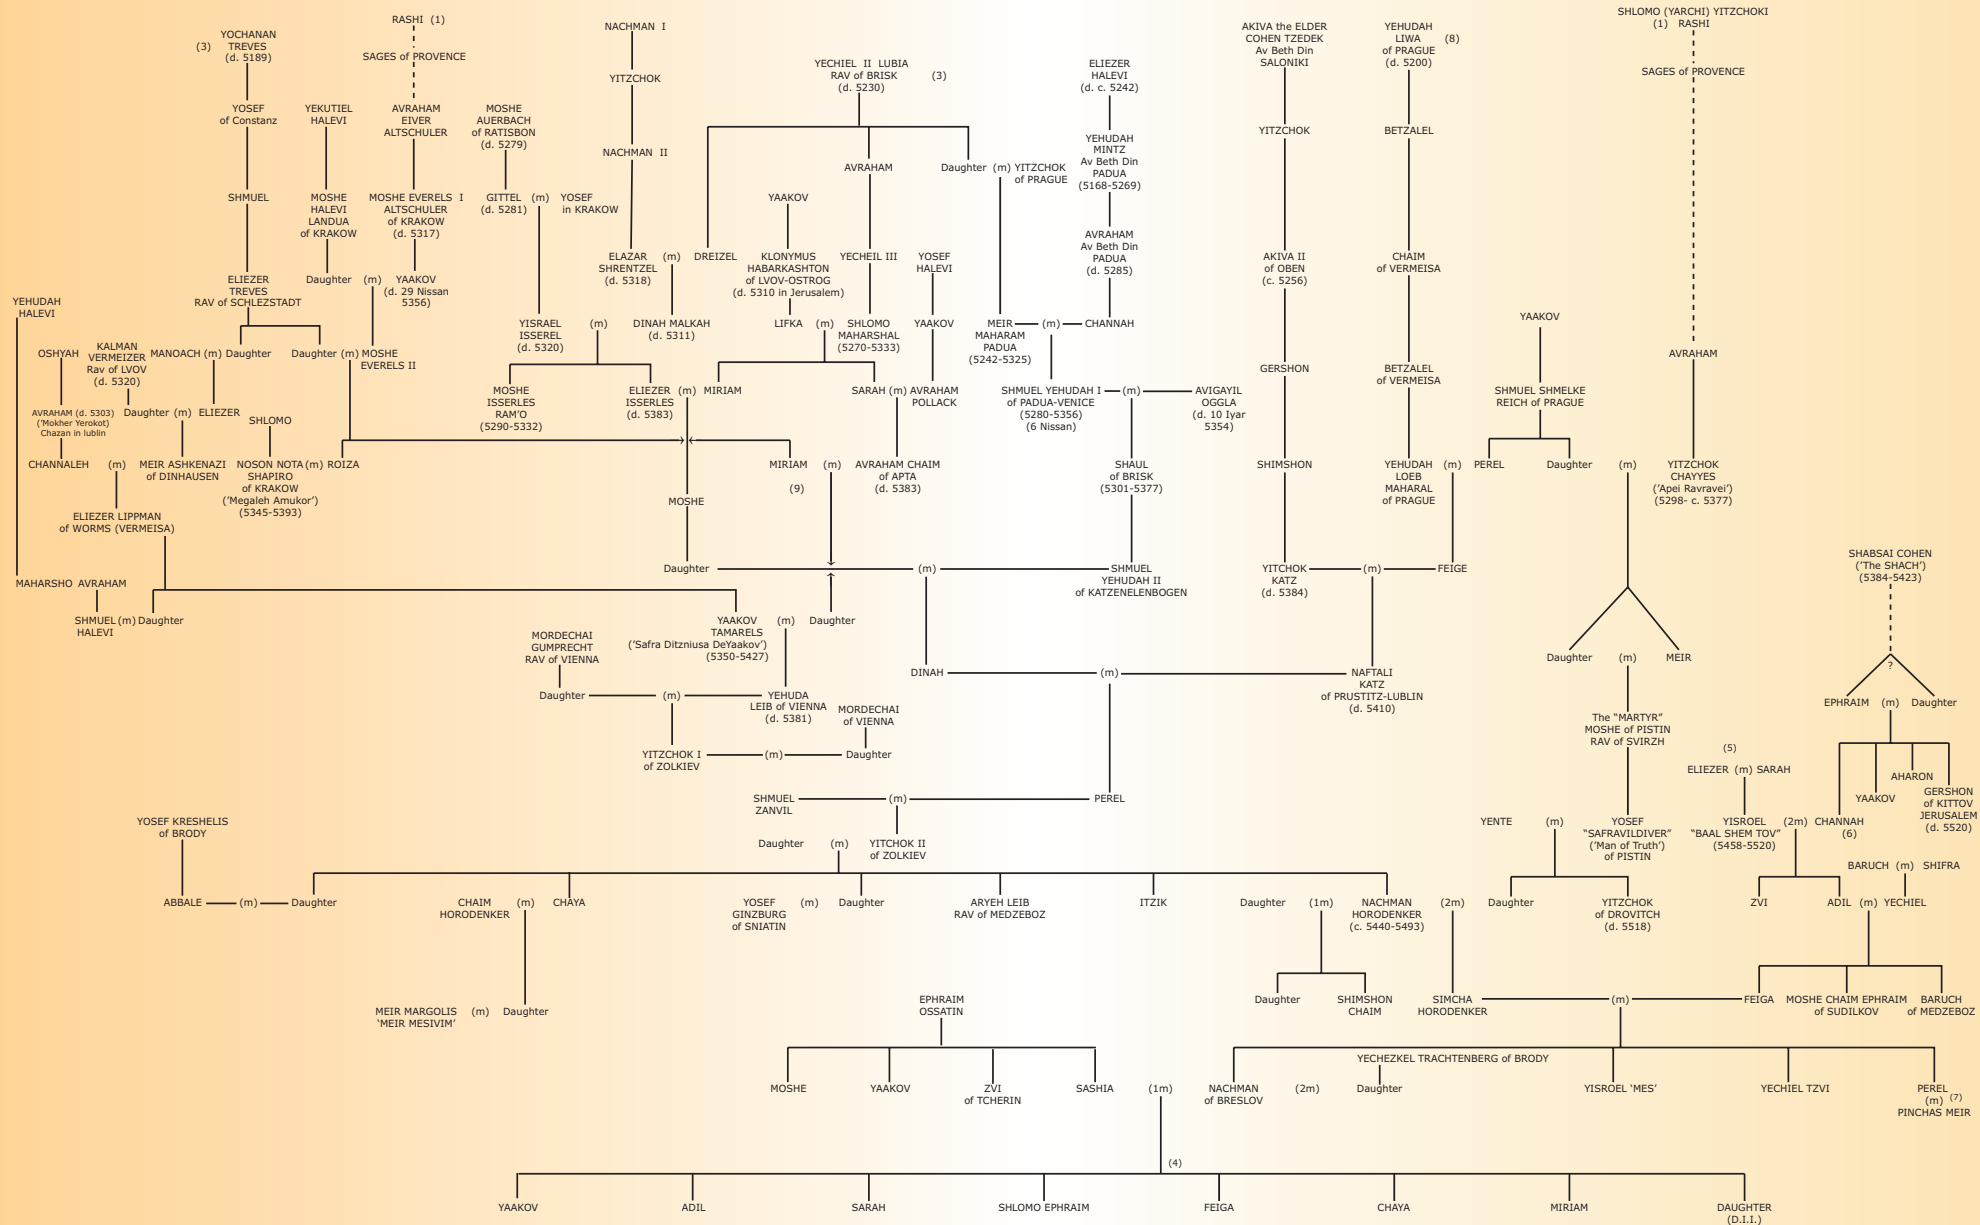 RASHI (1)
SHLOMO (YARCHI) YITZCHOKI
(1) RASHI
YOCHANAN
(3) TREVES
(d. 5189)
SAGES of PROVENCE
NACHMAN I
YITZCHOK
YECHIEL II LUBIA
RAV of BRISK (3)
(d. 5230)
ELIEZER
HALEVI
(d. c. 5242)
AKIVA the ELDER
COHEN TZEDEK
Av Beth Din
SALONIKI
YEHUDAH
LIWA (8)
of PRAGUE
(d. 5200)
SAGES of PROVENCE
YOSEF
of Constanz
YEKUTIEL
HALEVI
AVRAHAM
EIVER
ALTSCHULER
MOSHE
AUERBACH
of RATISBON
(d. 5279)
NACHMAN II
AVRAHAM
Daughter (m) YITZCHOK
of PRAGUE
YEHUDAH
MINTZ
Av Beth Din
PADUA
(5168-5269)
YITZCHOK
BETZALEL
SHMUEL
MOSHE
HALEVI
LANDUA
of KRAKOW
MOSHE EVERELS I
ALTSCHULER
of KRAKOW
(d. 5317)
GITTEL (m) YOSEF
(d. 5281) in KRAKOW
YAAKOV
AVRAHAM
Av Beth Din
PADUA
(d. 5285)
ELIEZER
TREVES
RAV of SCHLEZSTADT
Daughter (m) YAAKOV
(d. 29 Nissan
5356)
ELAZAR (m) DREIZEL
SHRENTZEL
(d. 5318)
KLONYMUS
HABARKASHTON
of LVOV-OSTROG
(d. 5310 in Jerusalem)
YECHEIL III
YOSEF
HALEVI
AKIVA II
of OBEN
(c. 5256)
CHAIM
of VERMEISA
YEHUDAH
HALEVI
YISRAEL (m) DINAH MALKAH
ISSEREL (d. 5311)
(d. 5320)
LIFKA (m) SHLOMO
MAHARSHAL
(5270-5333)
YAAKOV
MEIR (m) CHANNAH
MAHARAM
PADUA
(5242-5325)
YAAKOV
OSHYAH
KALMAN
VERMEIZER
Rav of LVOV
(d. 5320)
MANOACH (m) Daughter
Daughter (m) MOSHE
EVERELS II
GERSHON
BETZALEL
of VERMEISA
AVRAHAM
MOSHE
ISSERLES
RAM'O
(5290-5332)
ELIEZER (m) MIRIAM
ISSERLES
(d. 5383)
SARAH (m) AVRAHAM
POLLACK
SHMUEL YEHUDAH I (m) AVIGAYIL
of PADUA-VENICE OGGLA
(5280-5356) (d. 10 Iyar
(6 Nissan) 5354)
SHMUEL SHMELKE
REICH of PRAGUE
AVRAHAM (d. 5303)
('Mokher Yerokot)
Chazan in lublin
Daughter (m) ELIEZER
SHLOMO
CHANNALEH (m)
MEIR ASHKENAZI
of DINHAUSEN
NOSON NOTA (m) ROIZA
SHAPIRO
of KRAKOW
('Megaleh Amukor')
(5345-5393)
MIRIAM (m) AVRAHAM CHAIM
(9) of APTA
(d. 5383)
SHAUL
of BRISK
(5301-5377)
SHIMSHON
YEHUDAH (m) PEREL
LOEB
MAHARAL
of PRAGUE
Daughter (m) YITZCHOK
CHAYYES
('Apei Ravravei')
(5298- c. 5377)
ELIEZER LIPPMAN
of WORMS (VERMEISA)
MOSHE
Daughter (m) SHMUEL
YEHUDAH II
of KATZENELENBOGEN
YITCHOK (m) FEIGE
KATZ
(d. 5384)
SHABSAI COHEN
('The SHACH')
(5384-5423)
MAHARSHO AVRAHAM
SHMUEL (m) Daughter
HALEVI
YAAKOV (m) Daughter
TAMARELS
('Safra Ditzniusa DeYaakov')
(5350-5427)
MORDECHAI
GUMPRECHT
RAV of VIENNA
DINAH (m) NAFTALI
KATZ
of PRUSTITZ-LUBLIN
(d. 5410)
Daughter (m) MEIR
?
Daughter (m) YEHUDA
LEIB of VIENNA
(d. 5381)
MORDECHAI
of VIENNA
EPHRAIM (m) Daughter
The “MARTYR”
MOSHE of PISTIN
RAV of SVIRZH
YITZCHOK I (m) Daughter
of ZOLKIEV
(5)
ELIEZER (m) SARAH
YAAKOV
AHARON
GERSHON
of KITTOV
JERUSALEM
(d. 5520)
SHMUEL (m) PEREL
ZANVIL
YOSEF KRESHELIS
of BRODY
Daughter (m) YITCHOK II
of ZOLKIEV
YENTE (m) YOSEF
“SAFRAVILDIVER”
('Man of Truth')
of PISTIN
YISROEL (2m) CHANNAH
“BAAL SHEM TOV” (6)
(5458-5520)
BARUCH (m) SHIFRA
ABBALE (m) Daughter
CHAIM (m) CHAYA
HORODENKER
YOSEF (m) Daughter
GINZBURG
of SNIATIN
ARYEH LEIB
RAV of MEDZEBOZ
ITZIK
Daughter (1m) NACHMAN (2m) Daughter
HORODENKER
(c. 5440-5493)
YITZCHOK
of DROVITCH
(d. 5518)
ZVI
ADIL (m) YECHIEL
MEIR MARGOLIS (m) Daughter
‘MEIR MESIVIM’
EPHRAIM
OSSATIN
Daughter
SHIMSHON
CHAIM
SIMCHA (m) FEIGA
HORODENKER
MOSHE CHAIM EPHRAIM
of SUDILKOV
BARUCH
of MEDZEBOZ
YECHEZKEL TRACHTENBERG of BRODY
MOSHE
YAAKOV
ZVI
of TCHERIN
SASHIA (1m) NACHMAN (2m) Daughter
of BRESLOV
YISROEL ‘MES’
YECHIEL TZVI
PEREL
(m) (7)
PINCHAS MEIR
(4)
YAAKOV
ADIL
SARAH
SHLOMO EPHRAIM
FEIGA
CHAYA
MIRIAM
DAUGHTER
(D.I.I.)